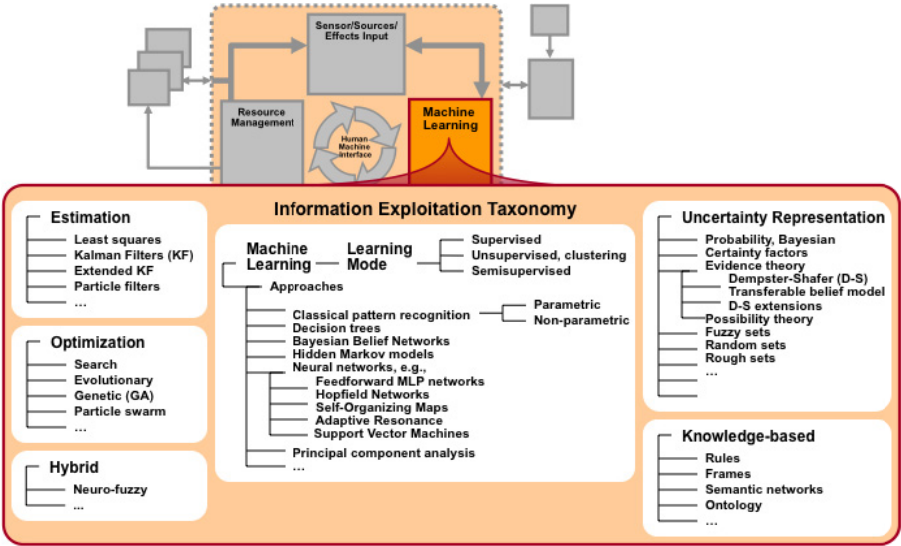 Sensor/Sources/
Effects Input
Resource
Management
Human
Machine
Interface
Machine
Learning
Information Exploitation Taxonomy
Estimation
Least squares
Kalman Filters (KF)
Extended KF
Particle filters
...
Optimization
Search
Evolutionary
Genetic (GA)
Particle swarm
...
Hybrid
Neuro-fuzzy
...
Machine
Learning
Learning
Mode
Supervised
Unsupervised, clustering
Semisupervised
Approaches
Classical pattern recognition
Parametric
Non-parametric
Decision trees
Bayesian Belief Networks
Hidden Markov models
Neural networks, e.g.,
Feedforward MLP networks
Hopfield Networks
Self-Organizing Maps
Adaptive Resonance
Support Vector Machines
Principal component analysis
...
Uncertainty Representation
Probability, Bayesian
Certainty factors
Evidence theory
Dempster-Shafer (D-S)
Transferable belief model
D-S extensions
Possibility theory
Fuzzy sets
Random sets
Rough sets
...
Knowledge-based
Rules
Frames
Semantic networks
Ontology
...